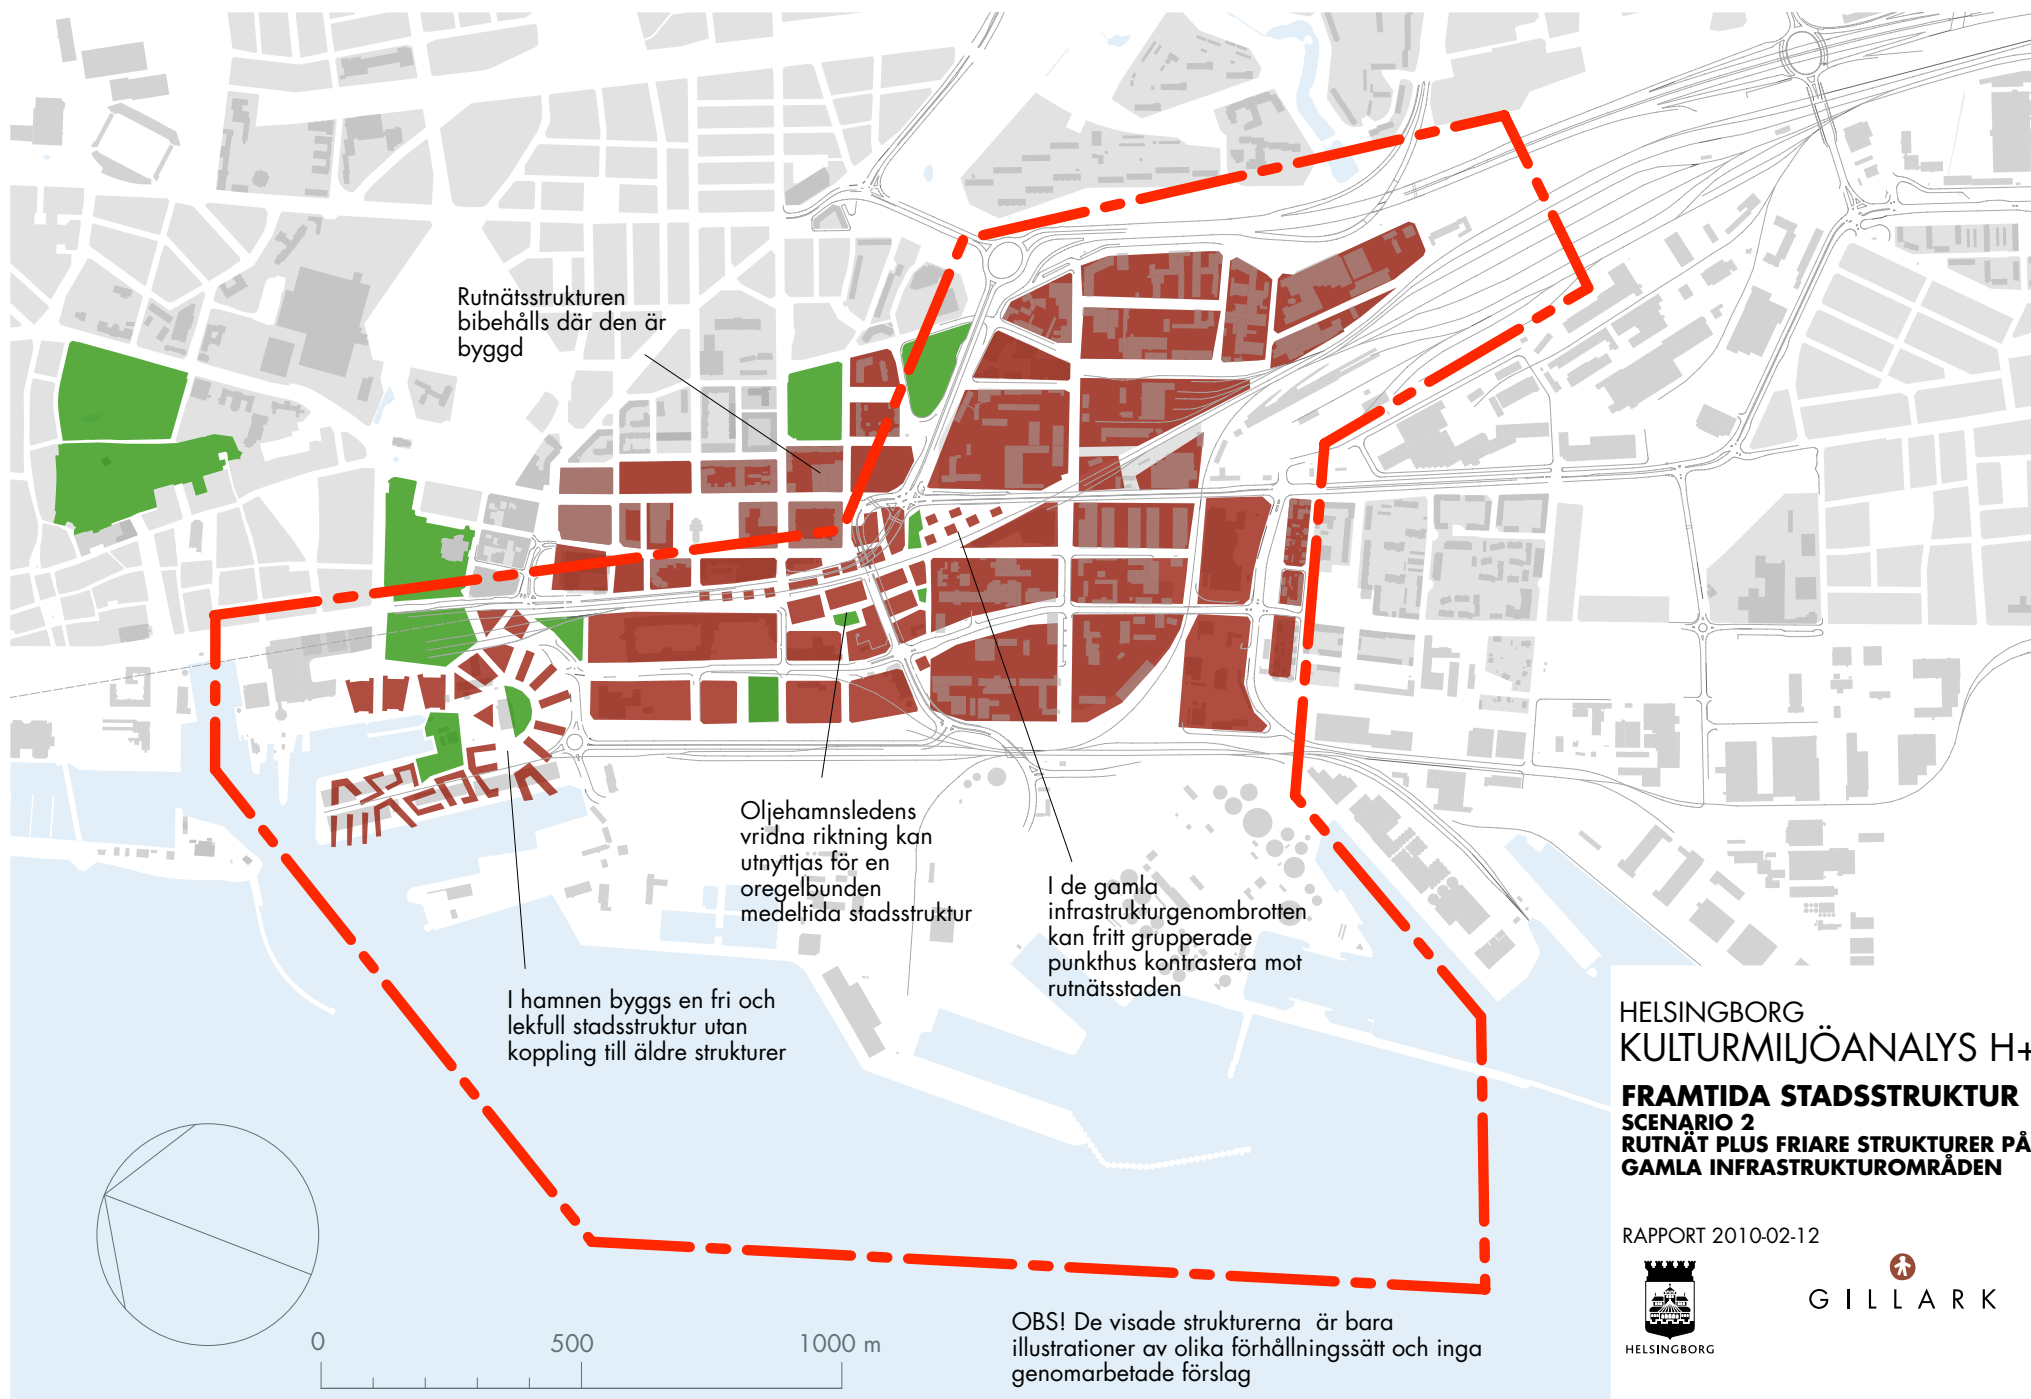 Rutnätsstrukturen
bibehålls där den är
byggd
Oljehamnsledens
vridna riktning kan
utnyttjas för en
oregelbunden
medeltida stadsstruktur
I de gamla
infrastrukturgenombrotten
kan fritt grupperade
punkthus kontrastera mot
rutnätsstaden
I hamnen byggs en fri och
lekfull stadsstruktur utan
koppling till äldre strukturer
HELSINGBORG
KULTURMILJÖANALYS H+
FRAMTIDA STADSSTRUKTUR
SCENARIO 2
RUTNÄT PLUS FRIARE STRUKTURER PÅ
GAMLA INFRASTRUKTUROMRÅDEN
RAPPORT 2010-02-12
HELSINGBORG
GILLARK
0 500 1000 m
OBS! De visade strukturerna är bara
illustrationer av olika förhållningssätt och inga
genomarbetade förslag